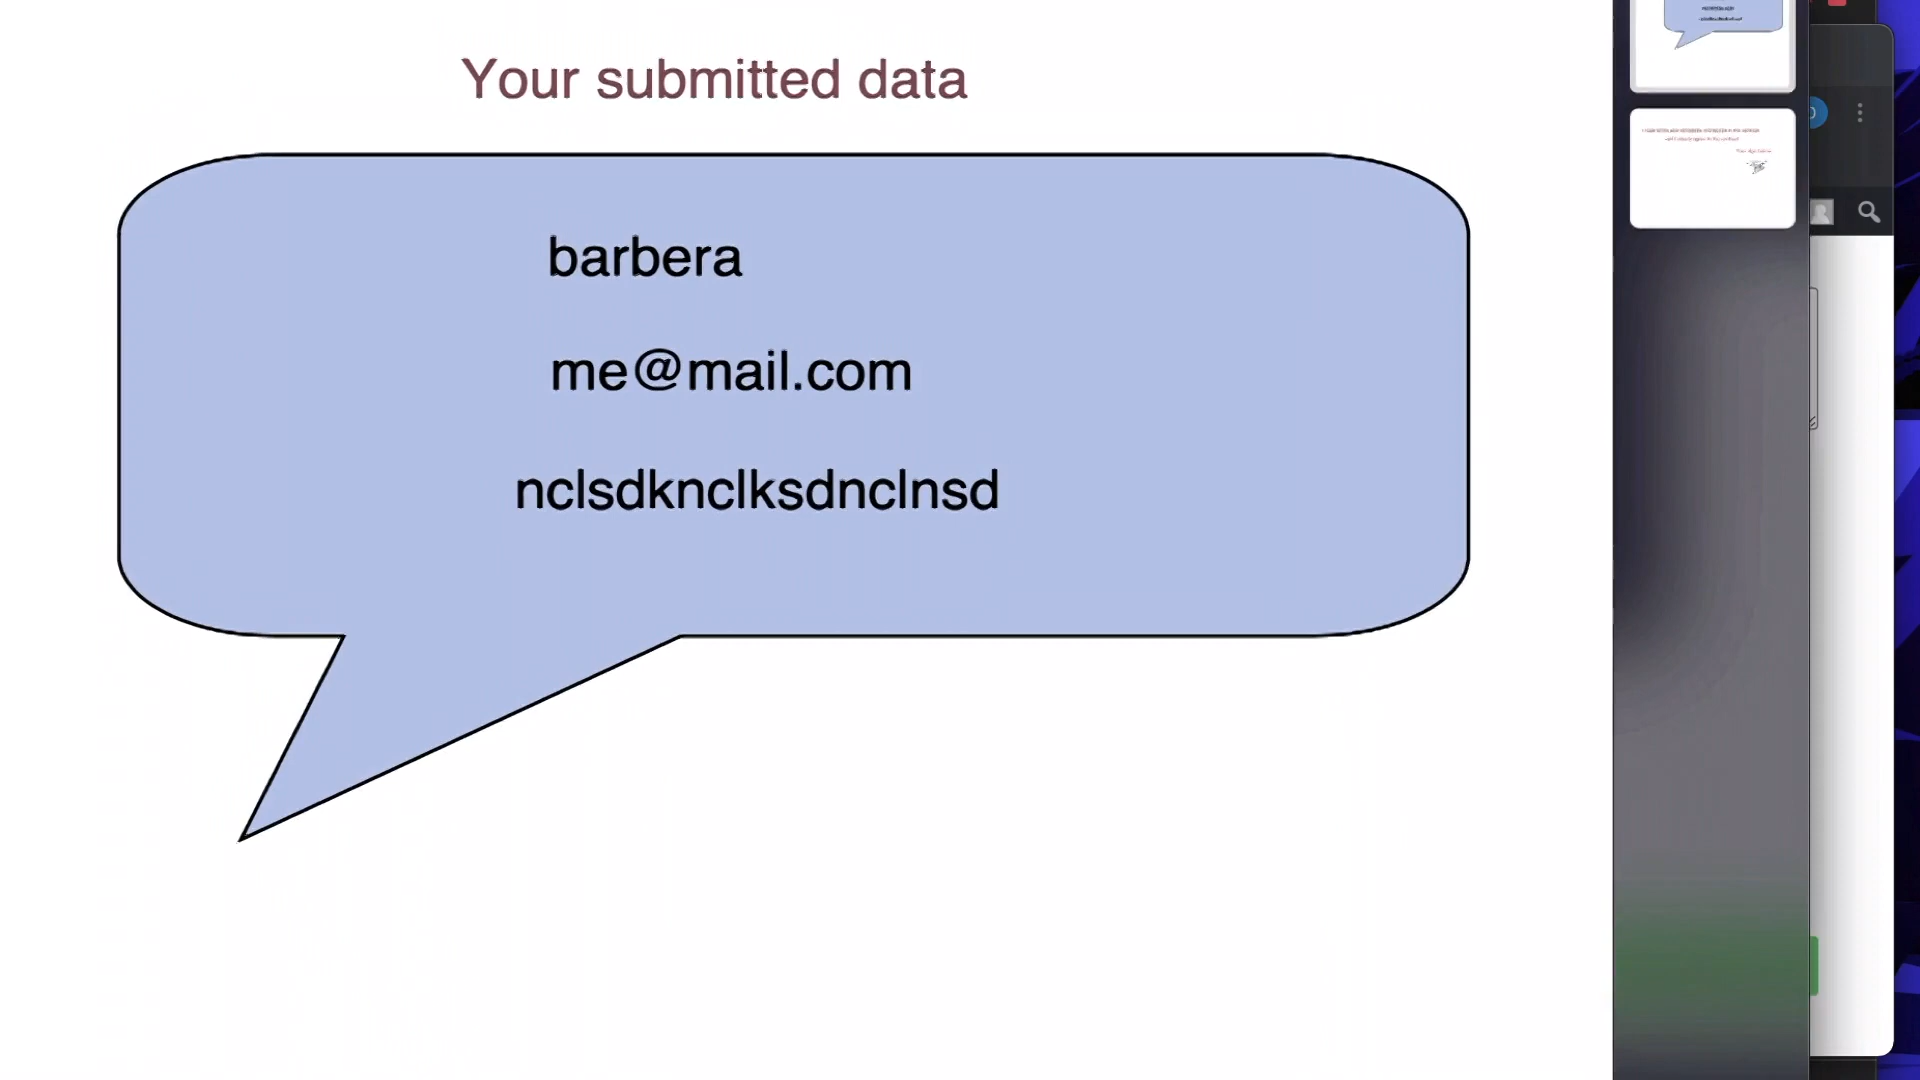 Your submitted data
barbera
me@mail.com
nclsdknclksdnclnsd